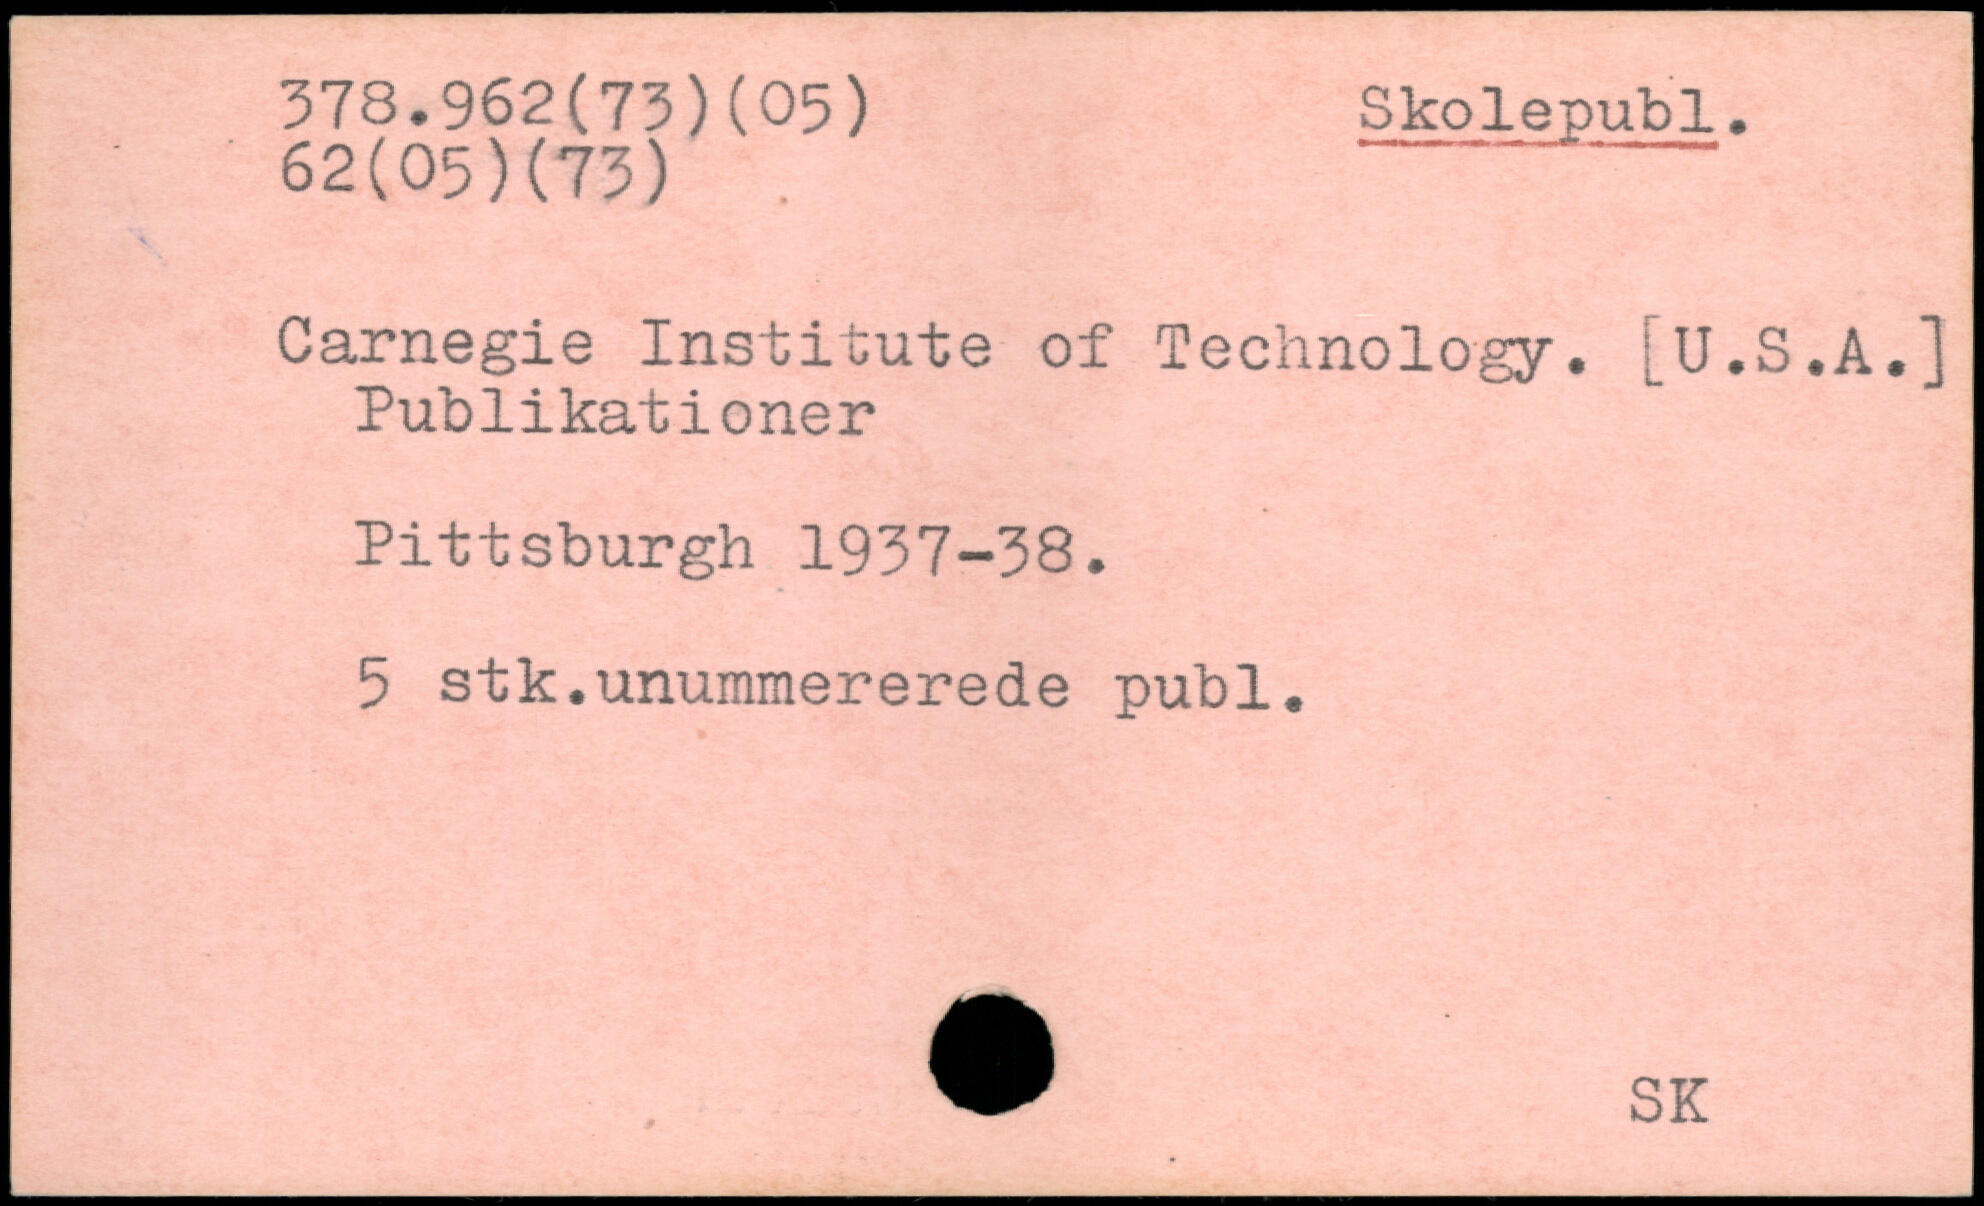 378.962(73)(05)
Skolepubl.
62(05)(73)
Carnegie Institute of Technology. [U.S.A.]
Publikationer
Pittsburgh 1937-38.
5 stk.unummererede publ.
SK